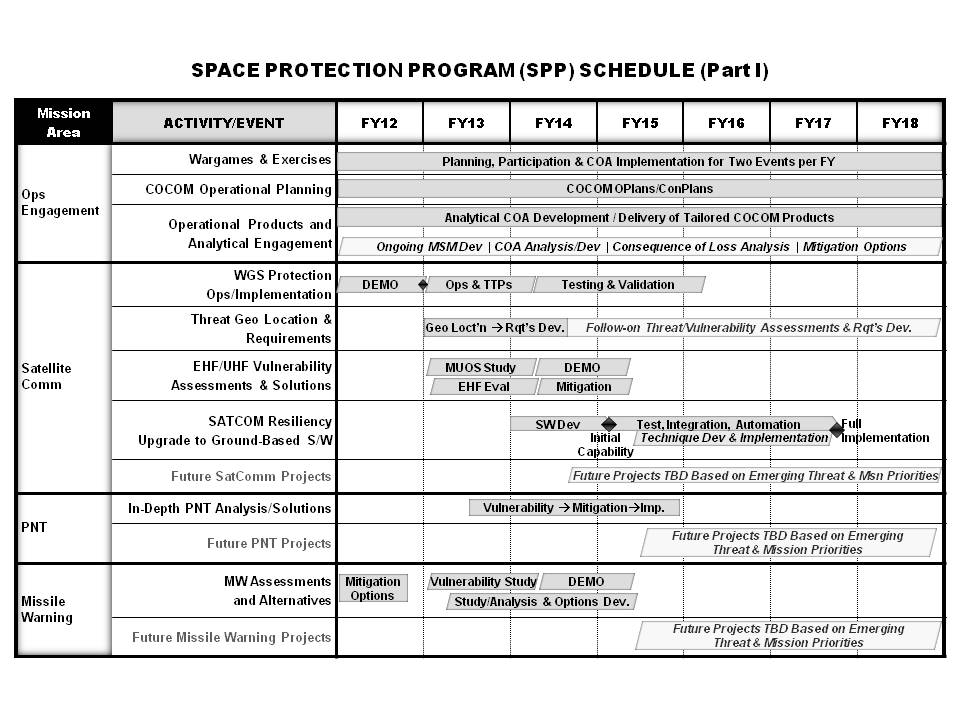 SPACE PROTECTION PROGRAM (SPP) SCHEDULE (Part I)
Mission
Area
ACTIVITY/EVENT
FY12
FY13
FY14
FY15
FY16
FY17
FY18
Ops
Engagement
Wargames & Exercises
Planning, Participation & COA Implementation for Two Events per FY
COCOM Operational Planning
COCOM OPlans/ConPlans
Operational Products and
Analytical Engagement
Analytical COA Development / Delivery of Tailored COCOM Products
Ongoing MSM Dev | COA Analysis/Dev | Consequence of Loss Analysis | Mitigation Options
Satellite
Comm
WGS Protection
Ops/Implementation
DEMO
Ops & TTPs
Testing & Validation
Threat Geo Location &
Requirements
Geo Loct'n → Rqt's Dev.
Follow-on Threat/Vulnerability Assessments & Rqt's Dev.
EHF/UHF Vulnerability
Assessments & Solutions
MUOS Study
DEMO
EHF Eval
Mitigation
SATCOM Resiliency
Upgrade to Ground-Based S/W
SW Dev
Test, Integration, Automation
Initial
Capability
Technique Dev & Implementation
Full
Implementation
Future SatComm Projects
Future Projects TBD Based on Emerging Threat & Msn Priorities
PNT
In-Depth PNT Analysis/Solutions
Vulnerability → Mitigation→Imp.
Future PNT Projects
Future Projects TBD Based on Emerging
Threat & Mission Priorities
Missile
Warning
MW Assessments
and Alternatives
Mitigation
Options
Vulnerability Study
DEMO
Study/Analysis & Options Dev.
Future Missile Warning Projects
Future Projects TBD Based on Emerging
Threat & Mission Priorities